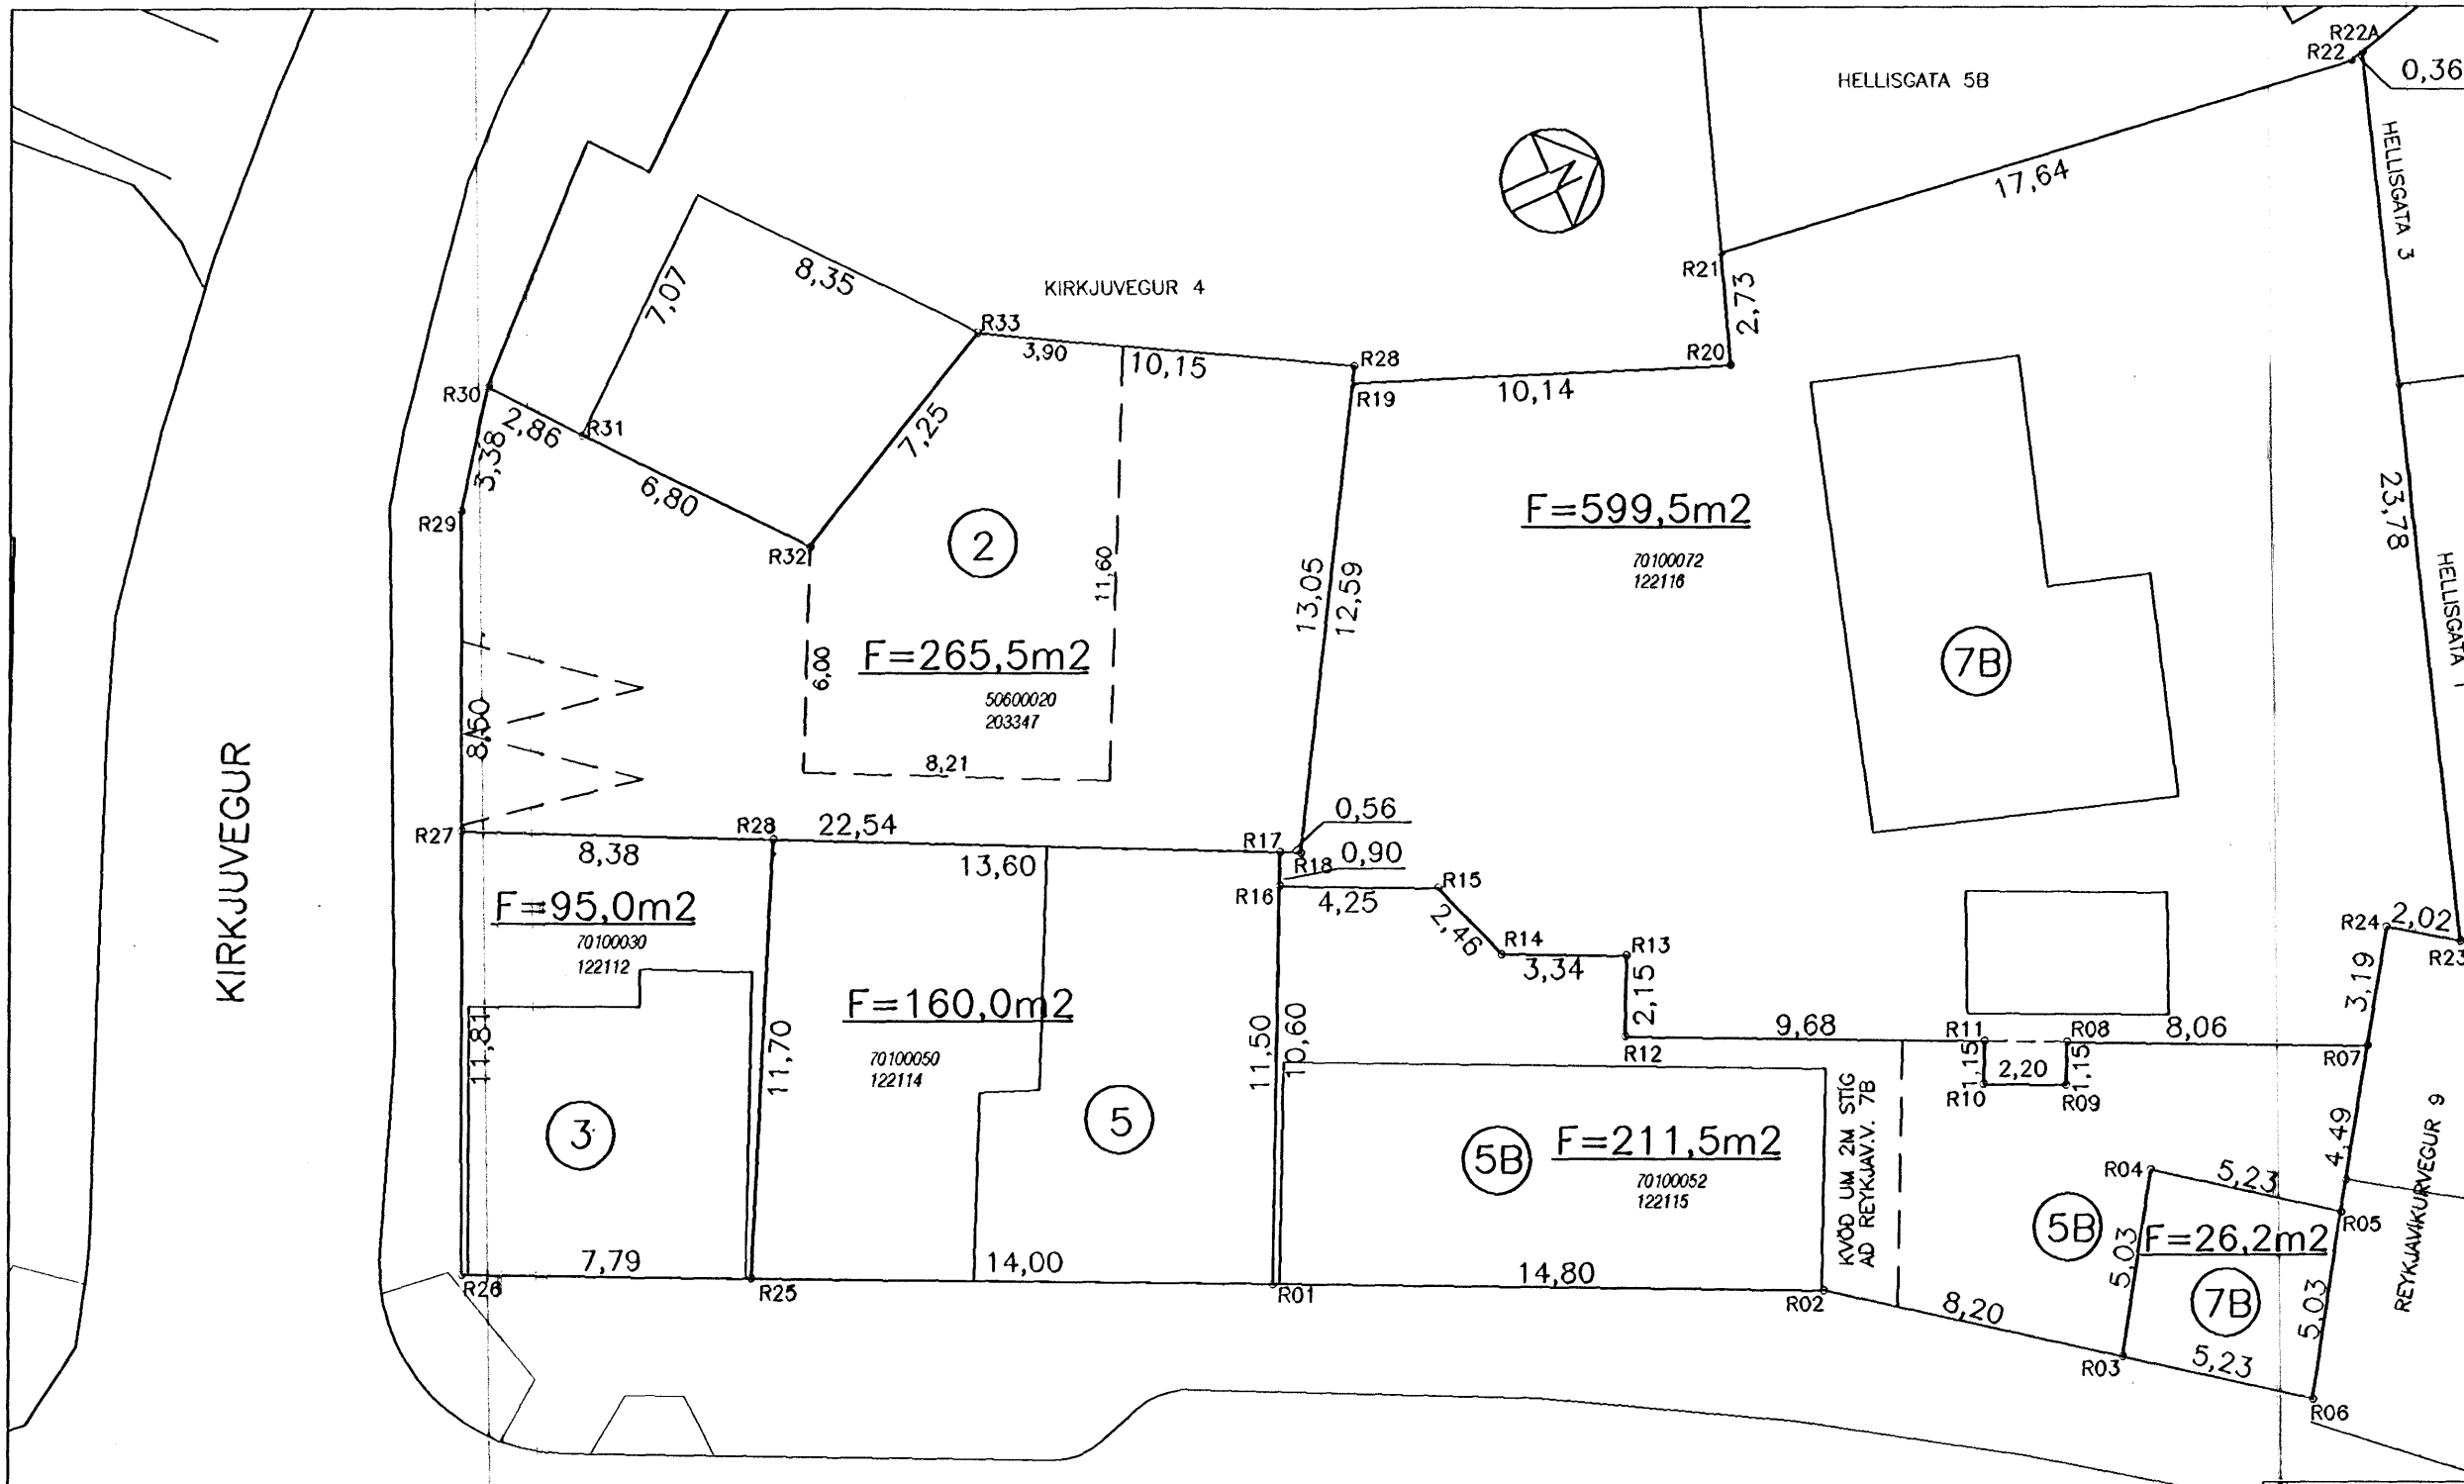 R22A
R22
0,36
HELLISGATA 5B
HELLISGATA 3
17,64
R21
2,73
8,35
7,07
KIRKJUVEGUR 4
R33
3,90
10,15
R28
R20
R19
10,14
R30
2,86
R31
3,38
7,25
6,80
23,78
R29
R32
2
F=599,5m2
70100072
122116
11,60
13,05
12,59
HELLISGATA 1
6,00
F=265,5m2
7B
50600020
203347
8,50
8,21
KIRKJUVEGUR
0,56
R27
R28
22,54
R17
8,38
13,60
R18
0,90
R16
4,25
R15
F=95,0m2
70100030
122112
2,46
R14
R13
3,34
R24
2,02
R23
3,19
F=160,0m2
2,15
9,68
R11
R08
8,06
11,81
11,70
70100050
122114
11,50
10,60
R12
R07
1,15
2,20
1,15
R10
R09
KVÖÐ UM 2M STÍG
AÐ REYKJAV.V. 7B
3
5
5B
F=211,5m2
70100052
122115
4,49
REYKJAVÍKURVEGUR 9
R04
5,23
R05
5B
F=26,2m2
5,03
7,79
14,00
14,80
R26
R25
R01
R02
8,20
7B
5,03
R03
5,23
R06